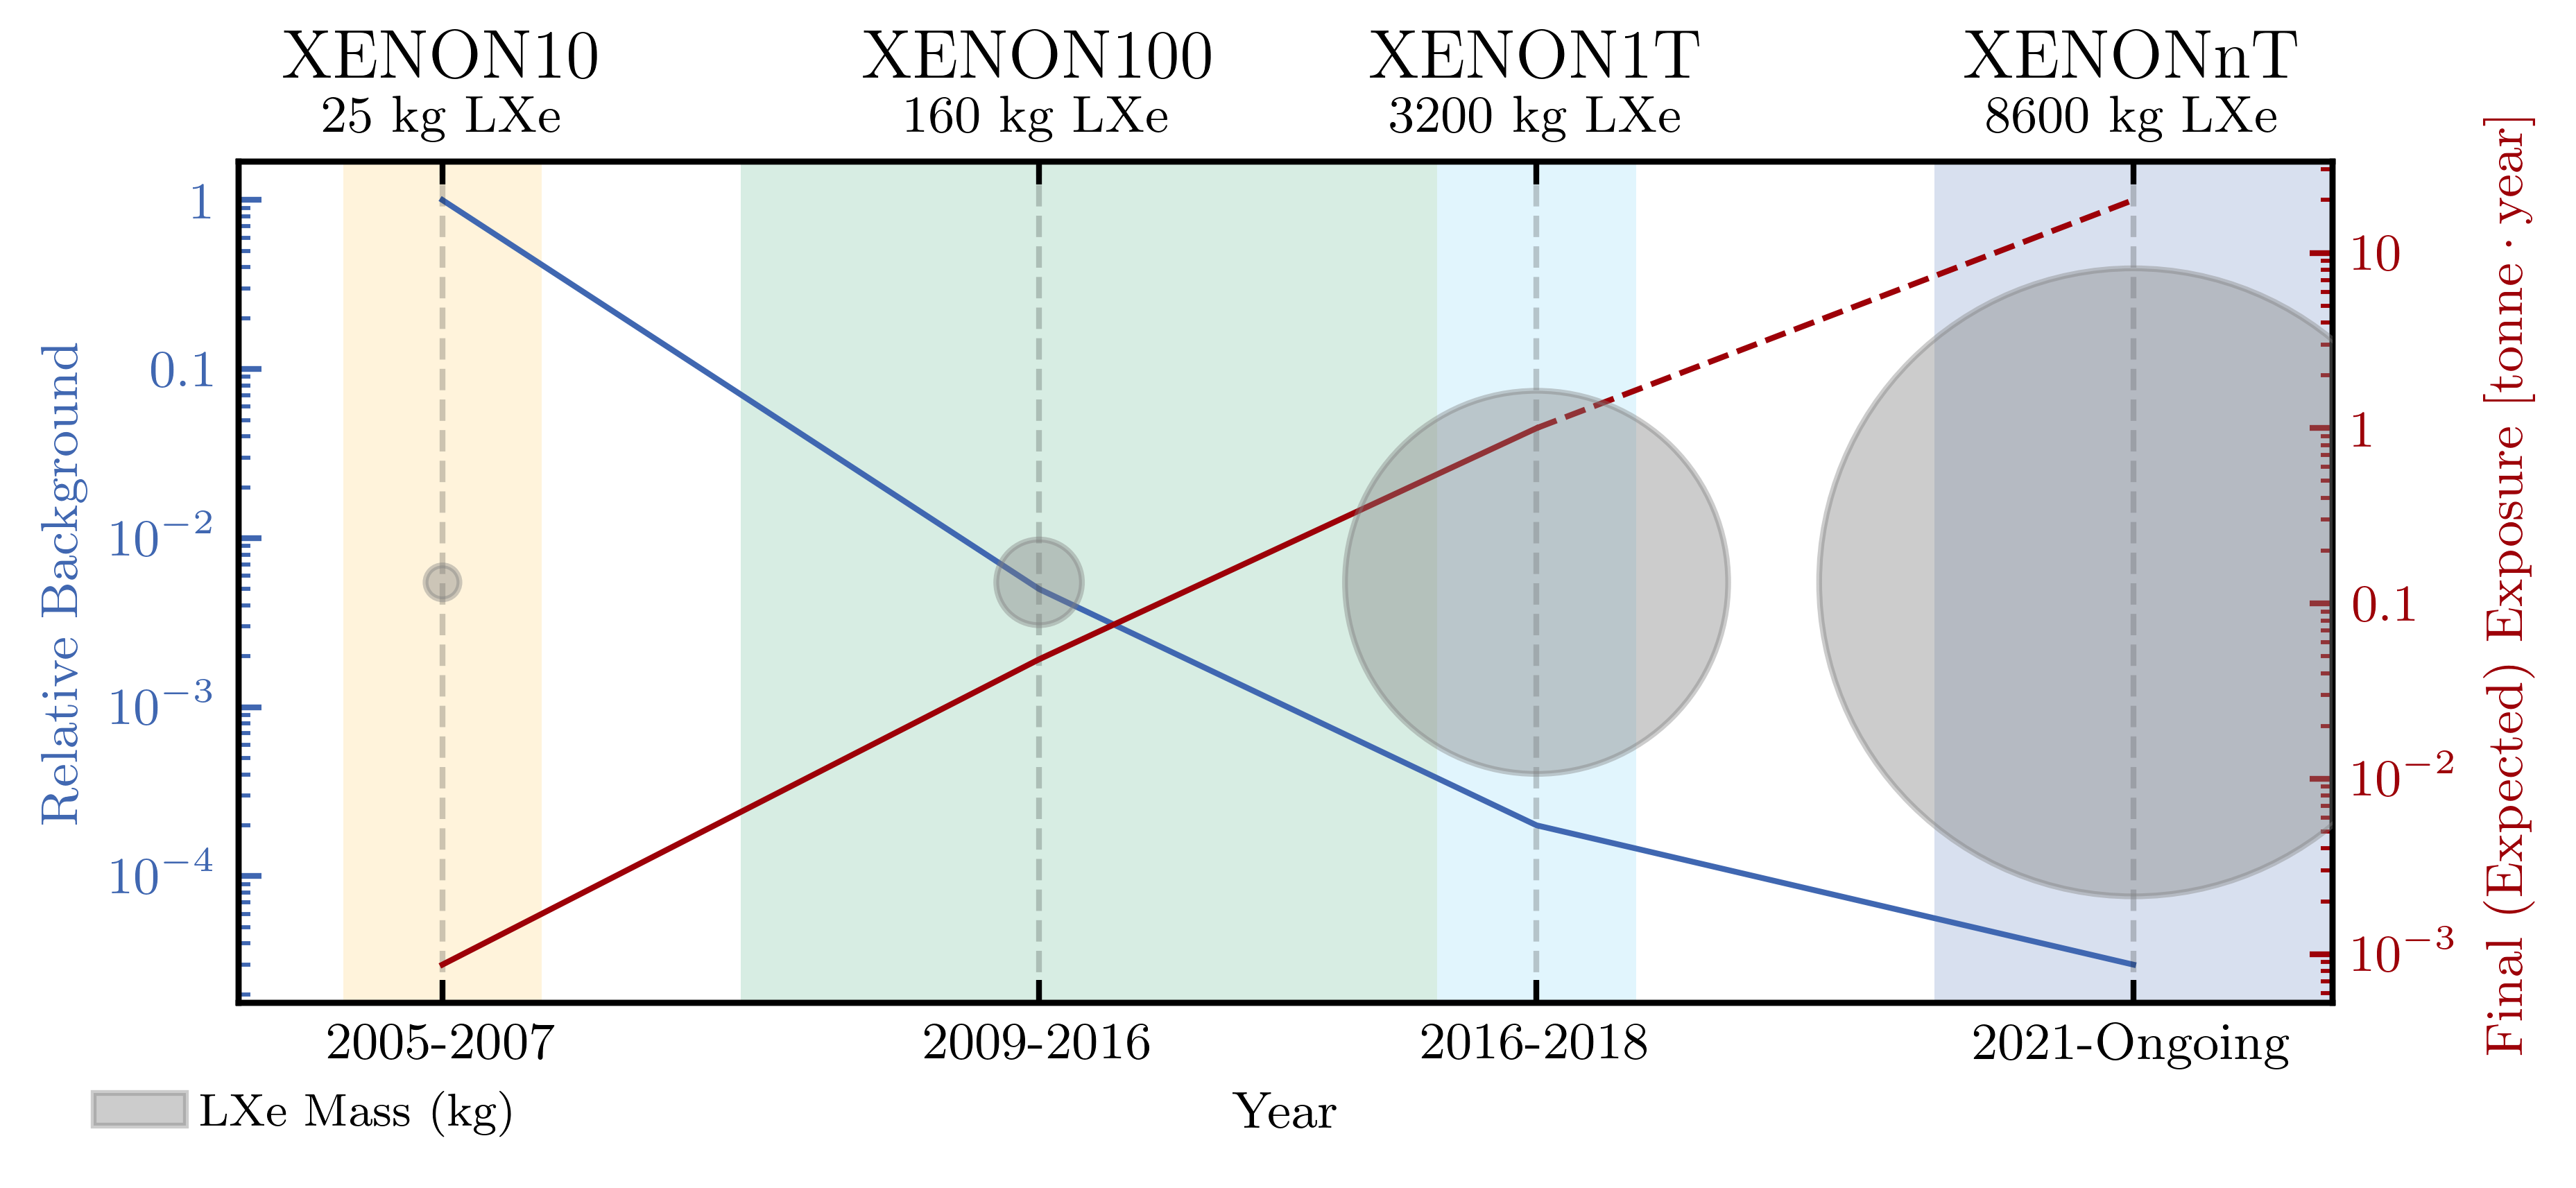 XENON10
25 kg LXe
XENON100
160 kg LXe
XENON1T
3200 kg LXe
XENONnT
8600 kg LXe
Relative Background
1
0.1
10⁻²
10⁻³
10⁻⁴
10
1
0.1
10⁻²
10⁻³
Final (Expected) Exposure [tonne · year]
2005-2007
2009-2016
2016-2018
2021-Ongoing
LXe Mass (kg)
Year